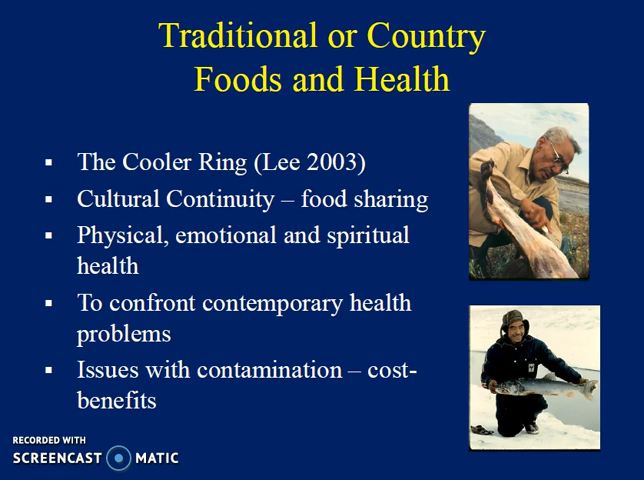 Traditional or Country
Foods and Health
▪ The Cooler Ring (Lee 2003)
▪ Cultural Continuity – food sharing
▪ Physical, emotional and spiritual
health
▪ To confront contemporary health
problems
▪ Issues with contamination – cost-
benefits
RECORDED WITH
SCREENCAST MATIC